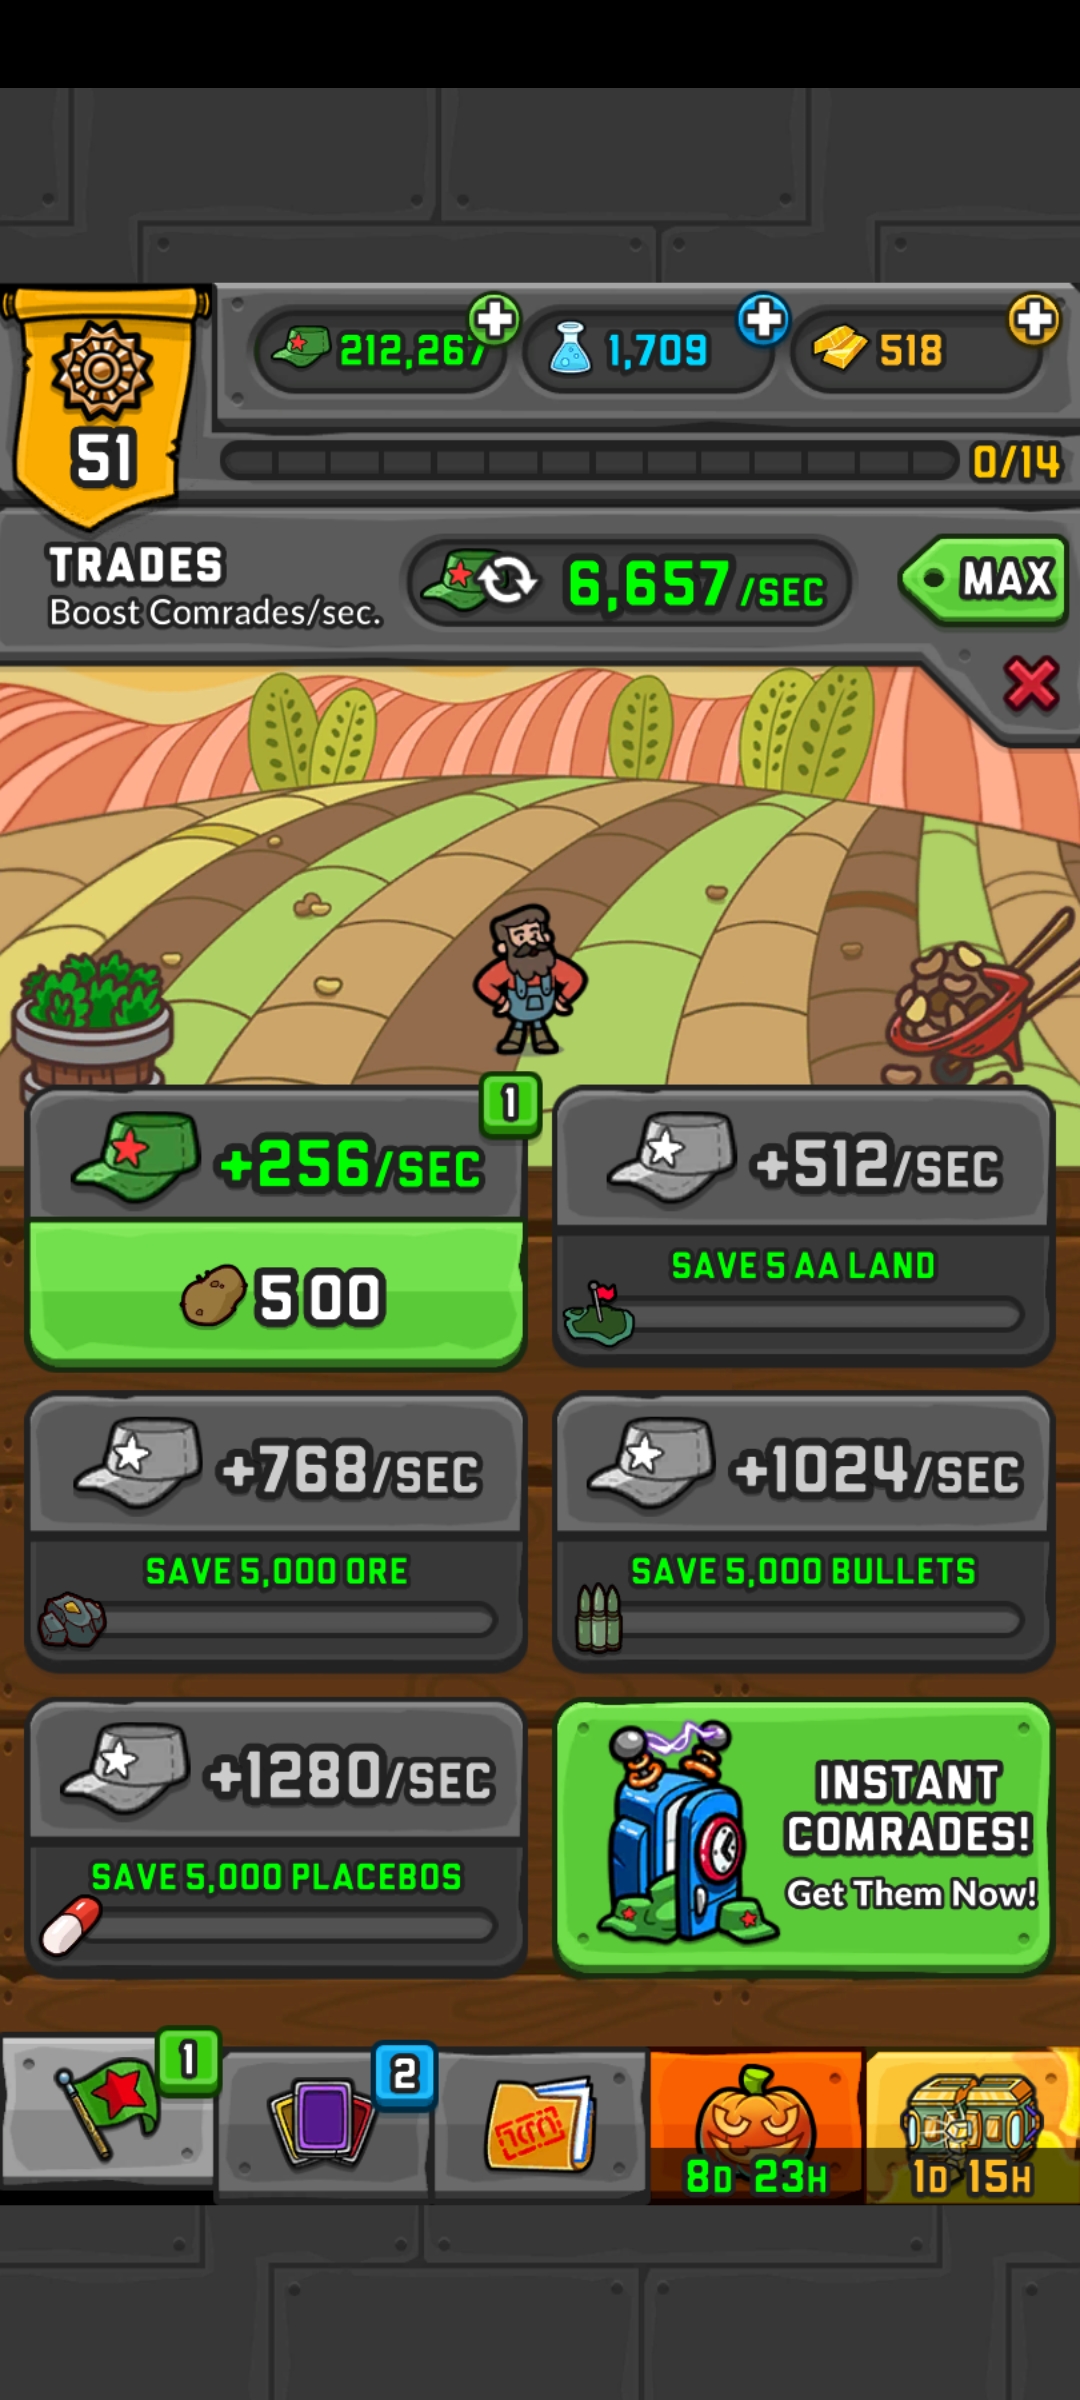 212,267
1,709
518
51
0/14
TRADES
Boost Comrades/sec.
6,657/SEC
MAX
1
+256/SEC
500
+512/SEC
SAVE 5 AA LAND
+768/SEC
SAVE 5,000 ORE
+1024/SEC
SAVE 5,000 BULLETS
+1280/SEC
SAVE 5,000 PLACEBOS
INSTANT
COMRADES!
Get Them Now!
1
2
8D 23H
1D 15H